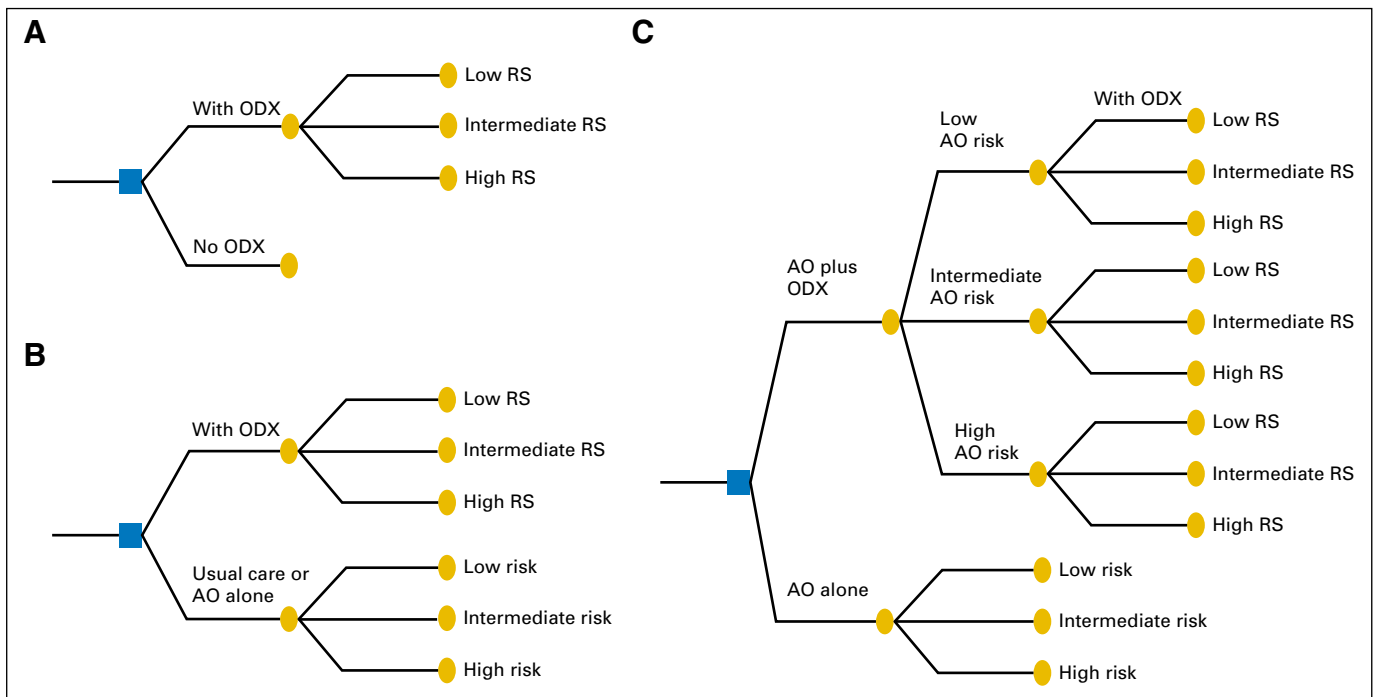 A
With ODX
Low RS
Intermediate RS
High RS
No ODX
B
With ODX
Low RS
Intermediate RS
High RS
Usual care or
AO alone
Low risk
Intermediate risk
High risk
C
AO plus
ODX
Low
AO risk
With ODX
Low RS
Intermediate RS
High RS
Intermediate
AO risk
Low RS
Intermediate RS
High RS
High
AO risk
Low RS
Intermediate RS
High RS
AO alone
Low risk
Intermediate risk
High risk